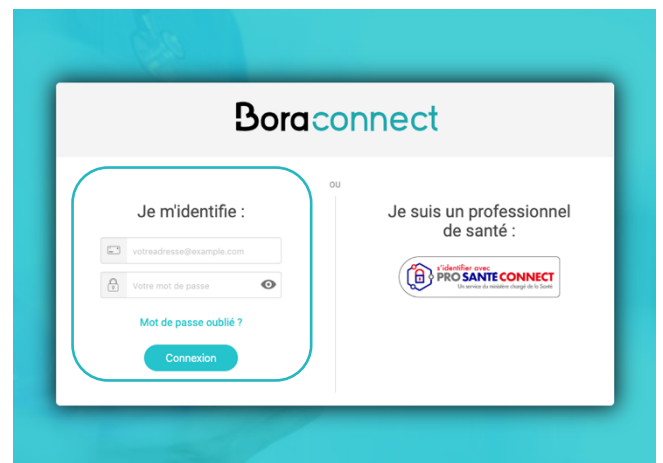 Boraconnect
ou
Je m'identifie :
votreadresse@example.com
Votre mot de passe
Mot de passe oublié ?
Connexion
Je suis un professionnel
de santé :
s'identifier avec
PRO SANTE CONNECT
Un service du ministère chargé de la Santé